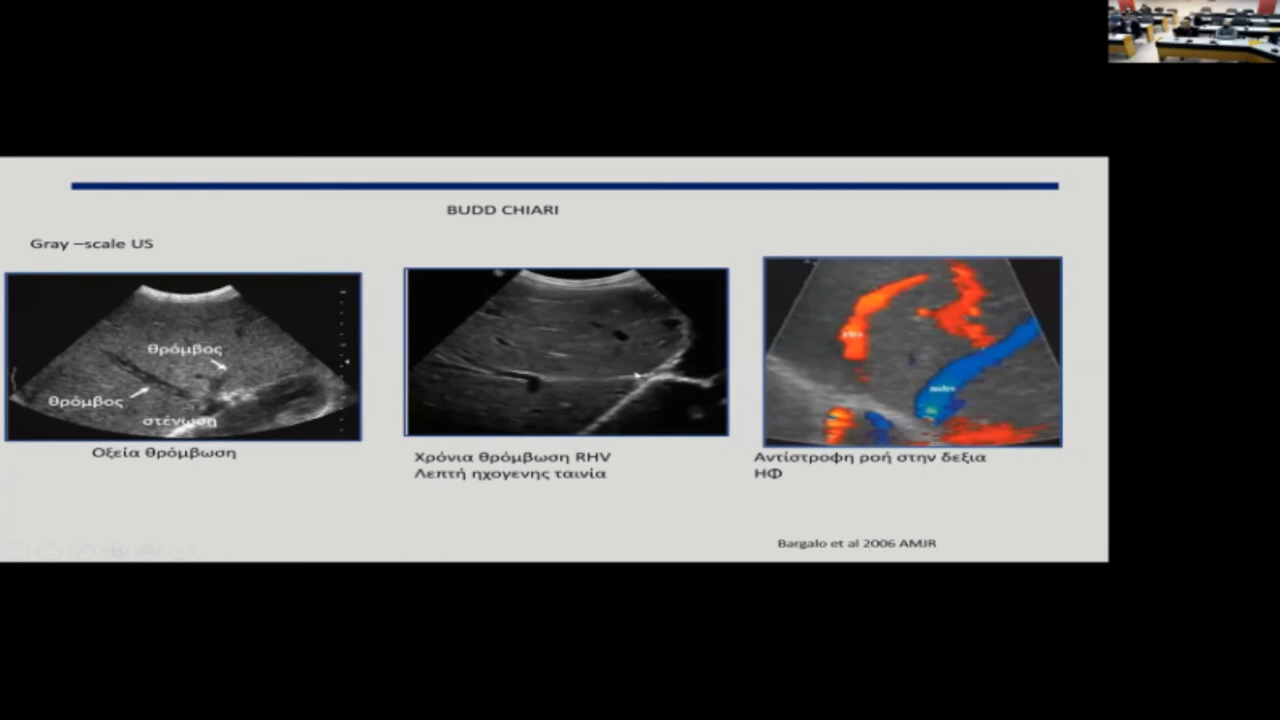 BUDD CHIARI
Gray –scale US
θρόμβος
θρόμβος
στένωση
Οξεία θρόμβωση
Χρόνια θρόμβωση RHV
Λεπτή ηχογενης ταινία
Αντίστροφη ροή στην δεξια
ΗΦ
Bargalo et al 2006 AMJR